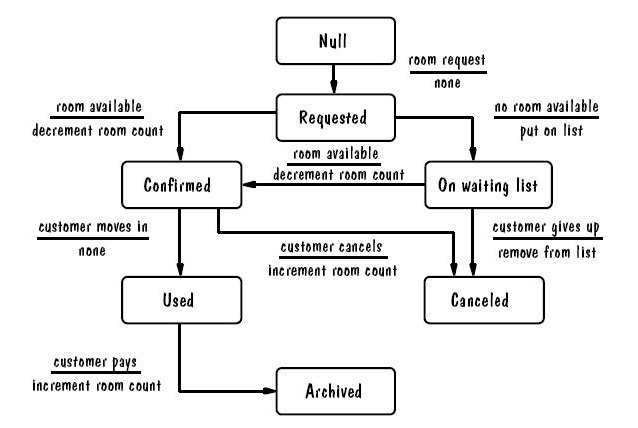 Null
room request
none
Requested
room available
decrement room count
no room available
put on list
room available
decrement room count
Confirmed
On waiting list
customer moves in
none
customer cancels
increment room count
customer gives up
remove from list
Used
Canceled
customer pays
increment room count
Archived